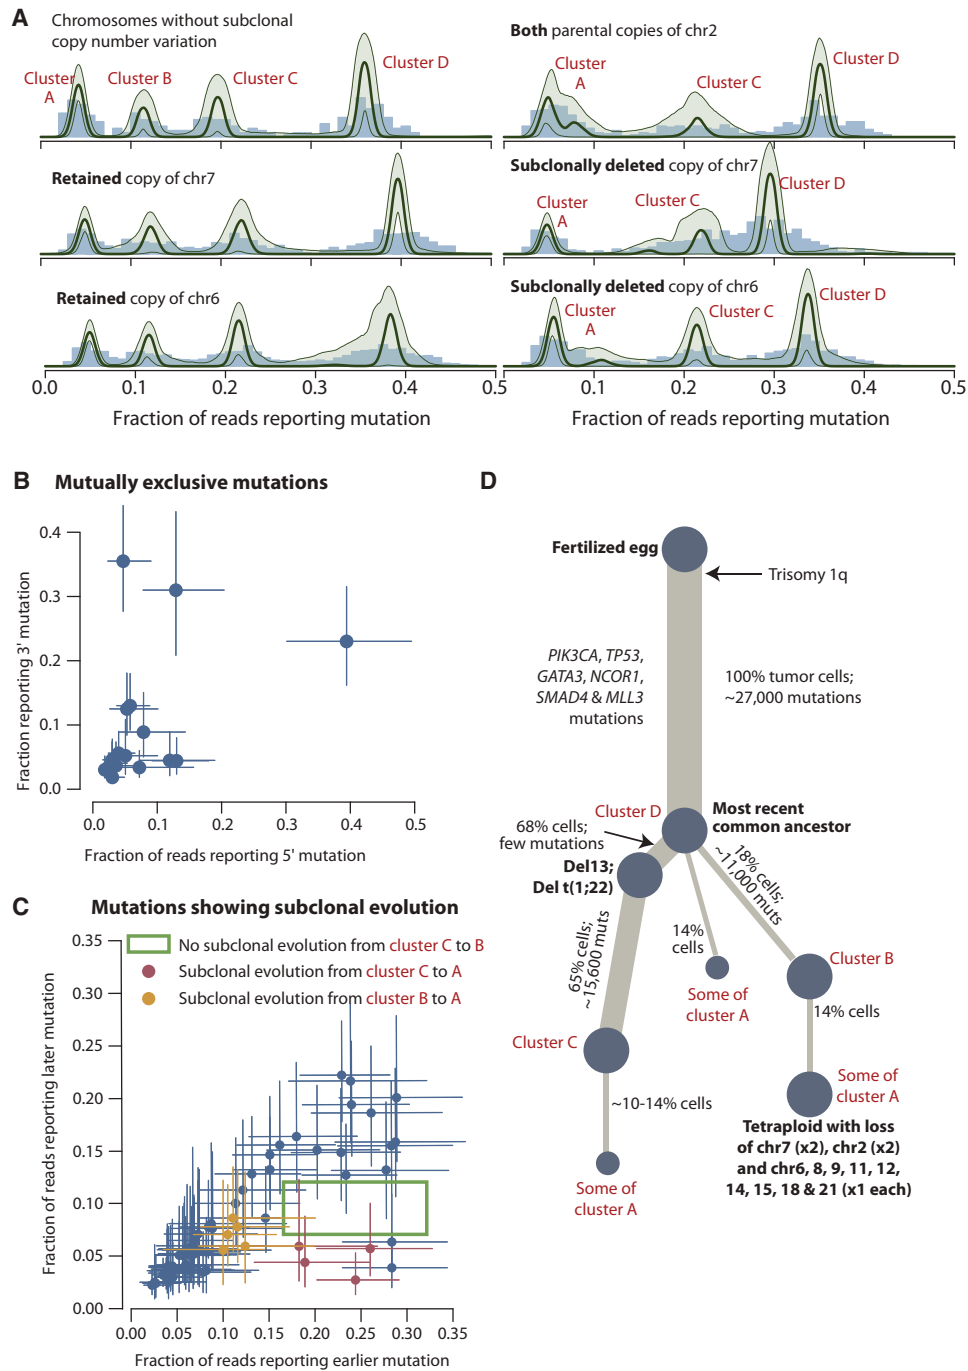 A
Chromosomes without subclonal
copy number variation
Cluster
A
Cluster B
Cluster C
Cluster D
Both parental copies of chr2
Cluster
A
Cluster C
Cluster D
Retained copy of chr7
Subclonally deleted copy of chr7
Cluster
A
Cluster C
Cluster D
Retained copy of chr6
Subclonally deleted copy of chr6
Cluster
A
Cluster C
Cluster D
0.0 0.1 0.2 0.3 0.4 0.5
0.1 0.2 0.3 0.4 0.5
Fraction of reads reporting mutation
Fraction of reads reporting mutation
B Mutually exclusive mutations
Fraction reporting 3' mutation
0.4
0.3
0.2
0.1
0.0
0.0 0.1 0.2 0.3 0.4 0.5
Fraction of reads reporting 5' mutation
C Mutations showing subclonal evolution
Fraction of reads reporting later mutation
0.35
0.30
0.25
0.20
0.15
0.10
0.05
0.00
No subclonal evolution from cluster C to B
Subclonal evolution from cluster C to A
Subclonal evolution from cluster B to A
0.00 0.05 0.10 0.15 0.20 0.25 0.30 0.35
Fraction of reads reporting earlier mutation
D
Fertilized egg
Trisomy 1q
PIK3CA, TP53,
GATA3, NCOR1,
SMAD4 & MLL3
mutations
100% tumor cells;
~27,000 mutations
Cluster D
Most recent
common ancestor
68% cells;
few mutations
Del13;
Del t(1;22)
18% cells;
~11,000 muts
65% cells;
~15,600 muts
14%
cells
Some of
cluster A
Cluster B
14% cells
Cluster C
~10-14% cells
Some of
cluster A
Some of
cluster A
Tetraploid with loss
of chr7 (x2), chr2 (x2)
and chr6, 8, 9, 11, 12,
14, 15, 18 & 21 (x1 each)